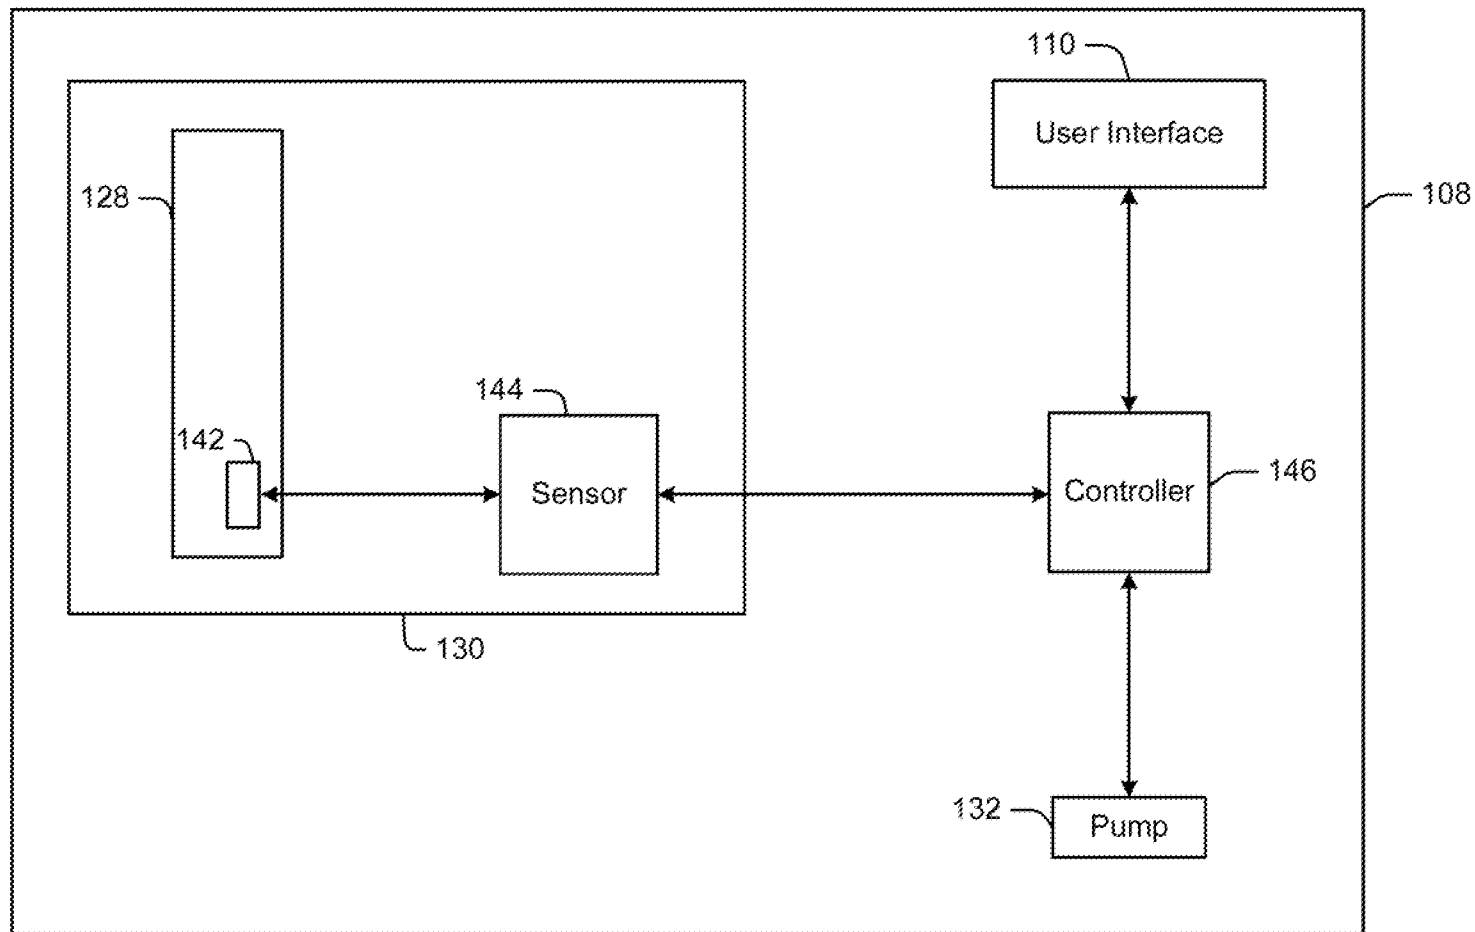 110
User Interface
128
108
144
142
Sensor
Controller
146
130
132
Pump